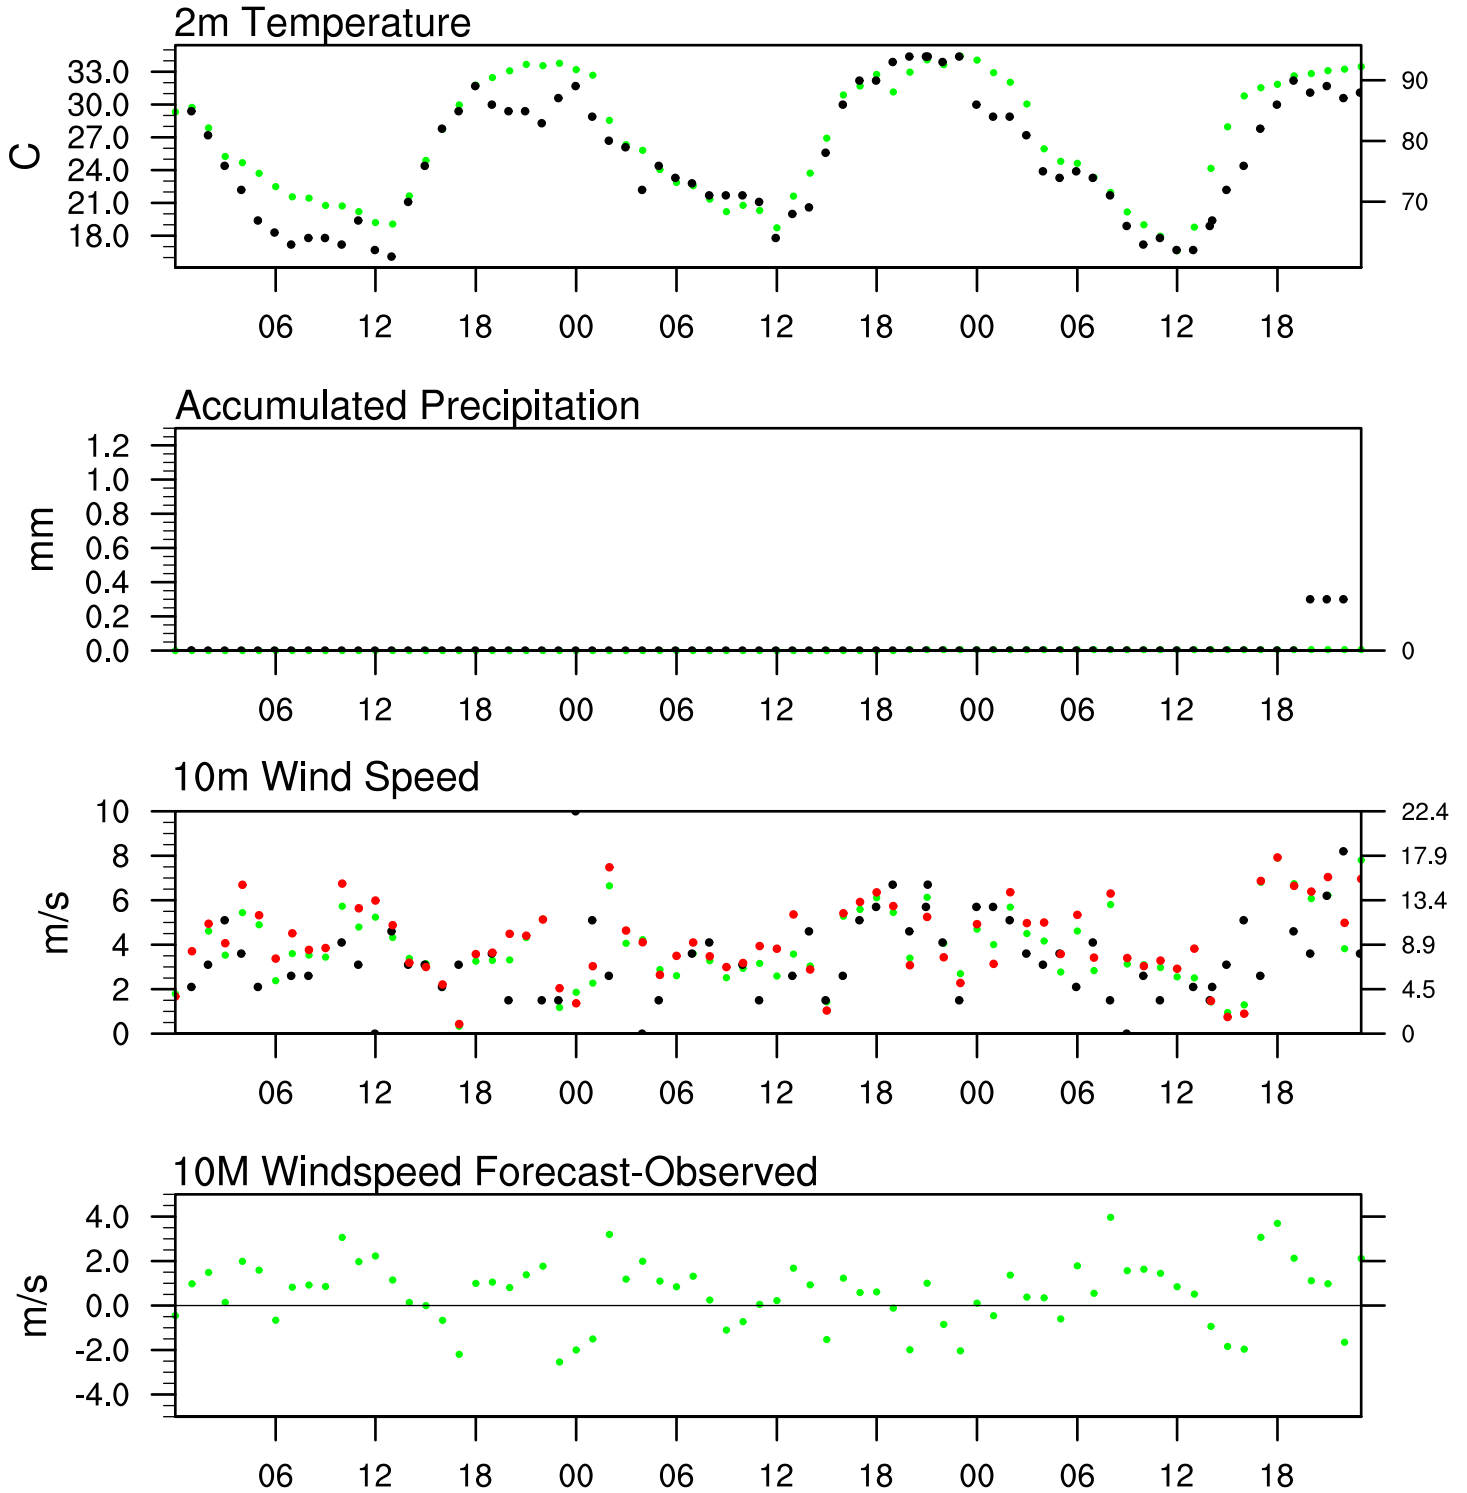 2m Temperature
33.0
30.0
27.0
24.0
21.0
18.0
C
90
80
70
06 12 18 00 06 12 18 00 06 12 18
Accumulated Precipitation
1.2
1.0
0.8
0.6
0.4
0.2
0.0
mm
0
06 12 18 00 06 12 18 00 06 12 18
10m Wind Speed
10
8
6
4
2
0
m/s
22.4
17.9
13.4
8.9
4.5
0
06 12 18 00 06 12 18 00 06 12 18
10M Windspeed Forecast-Observed
4.0
2.0
0.0
-2.0
-4.0
m/s
06 12 18 00 06 12 18 00 06 12 18